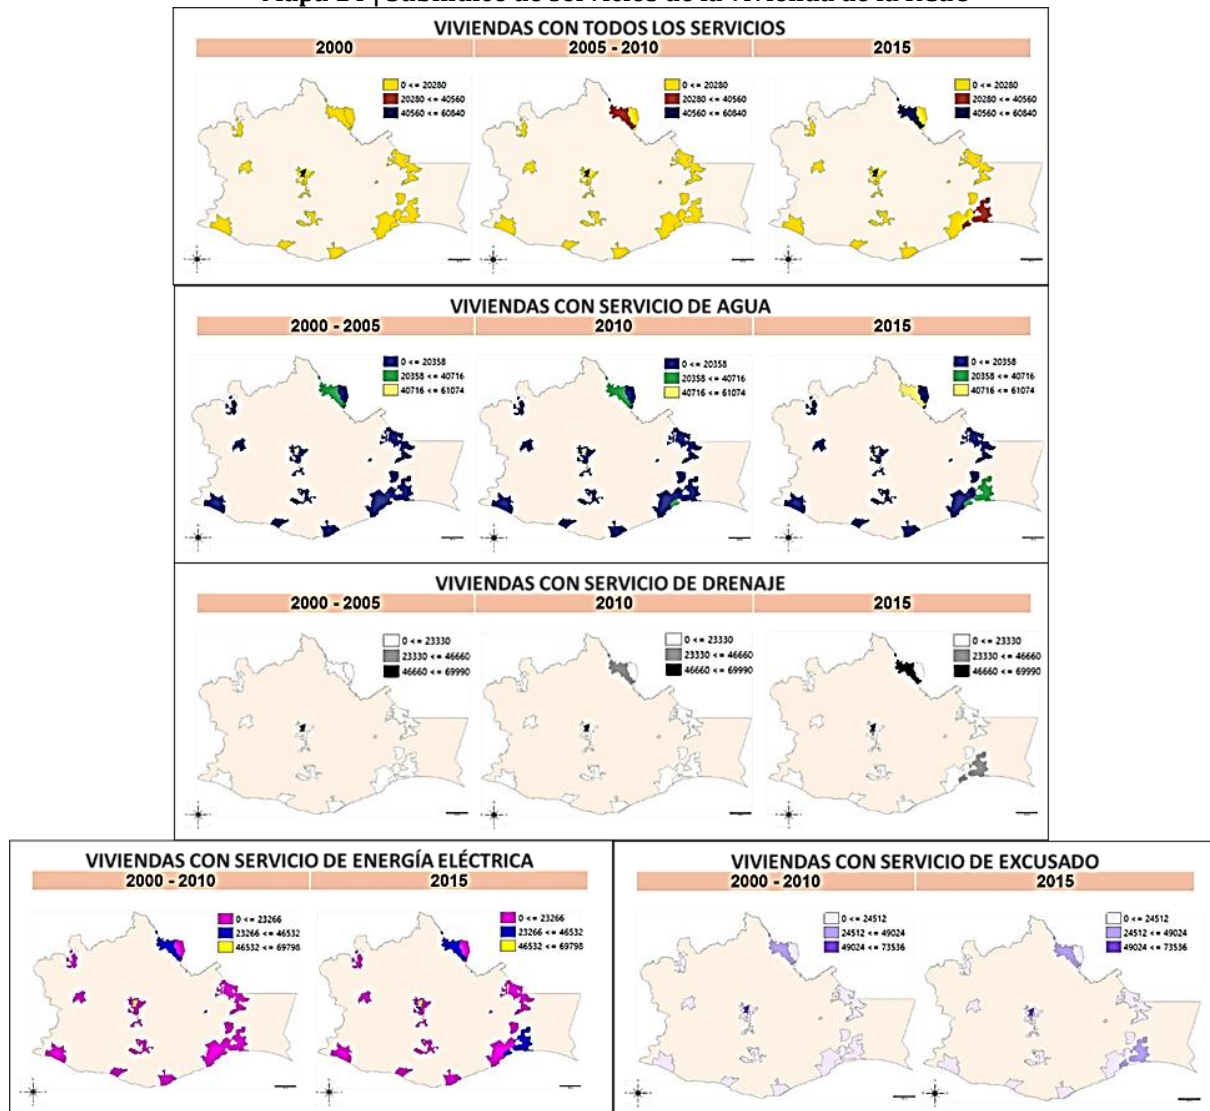 VIVIENDAS CON TODOS LOS SERVICIOS
2000
2005 - 2010
2015
0 <= 20280
20280 <= 40560
40560 <= 60840
0 <= 20280
20280 <= 40560
40560 <= 60840
0 <= 20280
20280 <= 40560
40560 <= 60840
VIVIENDAS CON SERVICIO DE AGUA
2000 - 2005
2010
2015
0 <= 20358
20358 <= 40716
40716 <= 61074
0 <= 20358
20358 <= 40716
40716 <= 61074
0 <= 20358
20358 <= 40716
40716 <= 61074
VIVIENDAS CON SERVICIO DE DRENAJE
2000 - 2005
2010
2015
0 <= 23330
23330 <= 46660
46660 <= 69990
0 <= 23330
23330 <= 46660
46660 <= 69990
0 <= 23330
23330 <= 46660
46660 <= 69990
VIVIENDAS CON SERVICIO DE ENERGÍA ELÉCTRICA
2000 - 2010
2015
0 <= 23266
23266 <= 46532
46532 <= 69798
0 <= 23266
23266 <= 46532
46532 <= 69798
VIVIENDAS CON SERVICIO DE EXCUSADO
2000 - 2010
2015
0 <= 24512
24512 <= 49024
49024 <= 73536
0 <= 24512
24512 <= 49024
49024 <= 73536